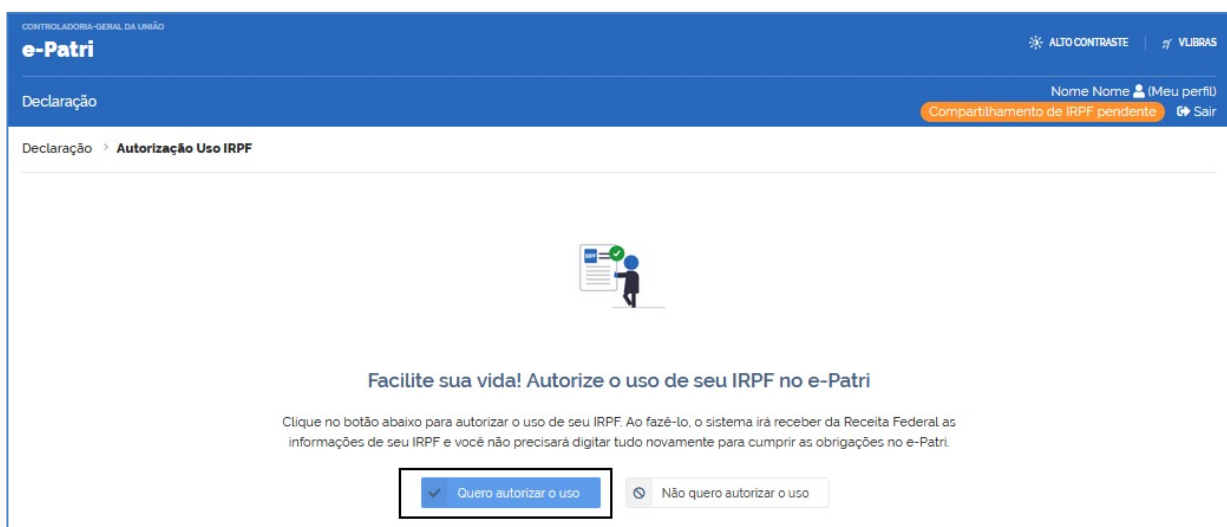 CONTROLADORIA-GERAL DA UNIÃO
e-Patri
ALTO CONTRASTE
VLIBRAS
Declaração
Nome Nome (Meu perfil)
Compartilhamento de IRPF pendente
Sair
Declaração > Autorização Uso IRPF
IRPF
Facilite sua vida! Autorize o uso de seu IRPF no e-Patri
Clique no botão abaixo para autorizar o uso de seu IRPF. Ao fazê-lo, o sistema irá receber da Receita Federal as
informações de seu IRPF e você não precisará digitar tudo novamente para cumprir as obrigações no e-Patri.
Quero autorizar o uso
Não quero autorizar o uso